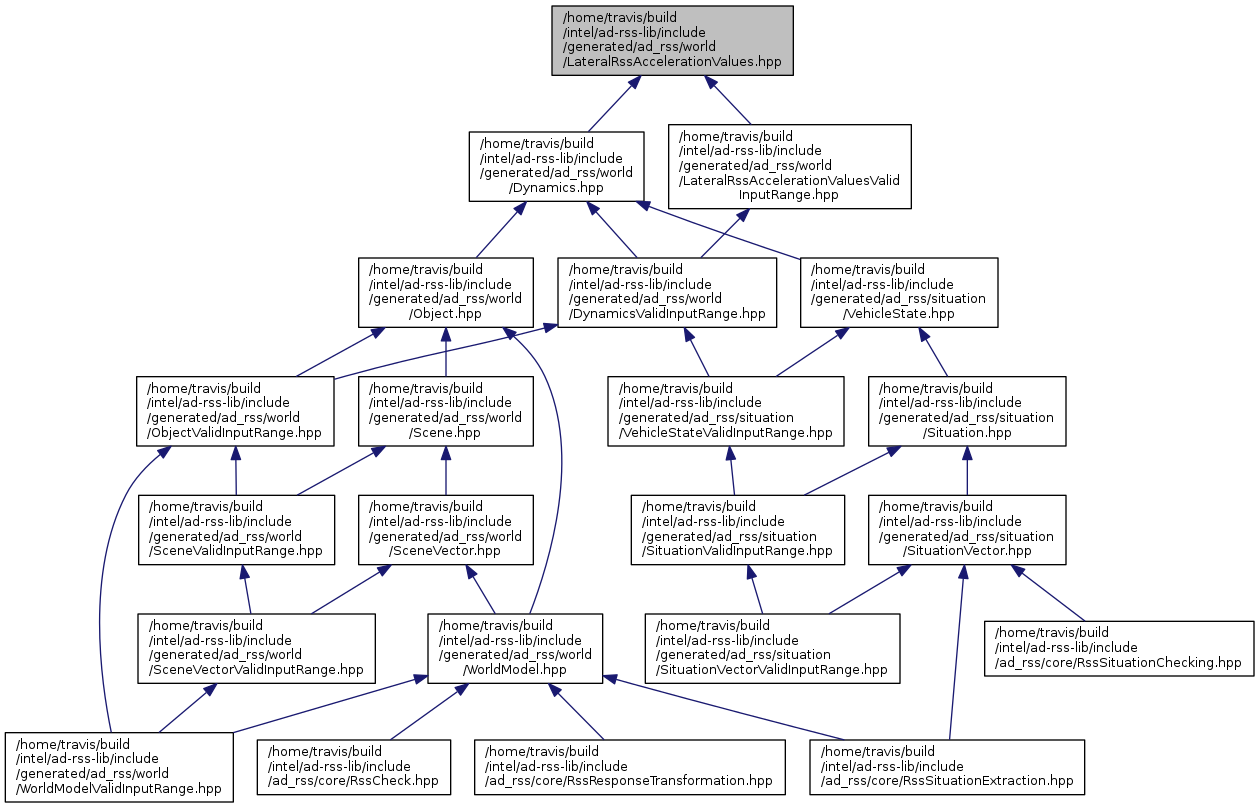 /home/travis/build
/intel/ad-rss-lib/include
/generated/ad_rss/world
/LateralRssAccelerationValues.hpp
/home/travis/build
/intel/ad-rss-lib/include
/generated/ad_rss/world
/Dynamics.hpp
/home/travis/build
/intel/ad-rss-lib/include
/generated/ad_rss/world
/LateralRssAccelerationValuesValid
InputRange.hpp
/home/travis/build
/intel/ad-rss-lib/include
/generated/ad_rss/world
/Object.hpp
/home/travis/build
/intel/ad-rss-lib/include
/generated/ad_rss/world
/DynamicsValidInputRange.hpp
/home/travis/build
/intel/ad-rss-lib/include
/generated/ad_rss/situation
/VehicleState.hpp
/home/travis/build
/intel/ad-rss-lib/include
/generated/ad_rss/world
/ObjectValidInputRange.hpp
/home/travis/build
/intel/ad-rss-lib/include
/generated/ad_rss/world
/Scene.hpp
/home/travis/build
/intel/ad-rss-lib/include
/generated/ad_rss/situation
/VehicleStateValidInputRange.hpp
/home/travis/build
/intel/ad-rss-lib/include
/generated/ad_rss/situation
/Situation.hpp
/home/travis/build
/intel/ad-rss-lib/include
/generated/ad_rss/world
/SceneValidInputRange.hpp
/home/travis/build
/intel/ad-rss-lib/include
/generated/ad_rss/world
/SceneVector.hpp
/home/travis/build
/intel/ad-rss-lib/include
/generated/ad_rss/situation
/SituationValidInputRange.hpp
/home/travis/build
/intel/ad-rss-lib/include
/generated/ad_rss/situation
/SituationVector.hpp
/home/travis/build
/intel/ad-rss-lib/include
/generated/ad_rss/world
/SceneVectorValidInputRange.hpp
/home/travis/build
/intel/ad-rss-lib/include
/generated/ad_rss/world
/WorldModel.hpp
/home/travis/build
/intel/ad-rss-lib/include
/generated/ad_rss/situation
/SituationVectorValidInputRange.hpp
/home/travis/build
/intel/ad-rss-lib/include
/ad_rss/core/RssSituationChecking.hpp
/home/travis/build
/intel/ad-rss-lib/include
/generated/ad_rss/world
/WorldModelValidInputRange.hpp
/home/travis/build
/intel/ad-rss-lib/include
/ad_rss/core/RssCheck.hpp
/home/travis/build
/intel/ad-rss-lib/include
/ad_rss/core/RssResponseTransformation.hpp
/home/travis/build
/intel/ad-rss-lib/include
/ad_rss/core/RssSituationExtraction.hpp